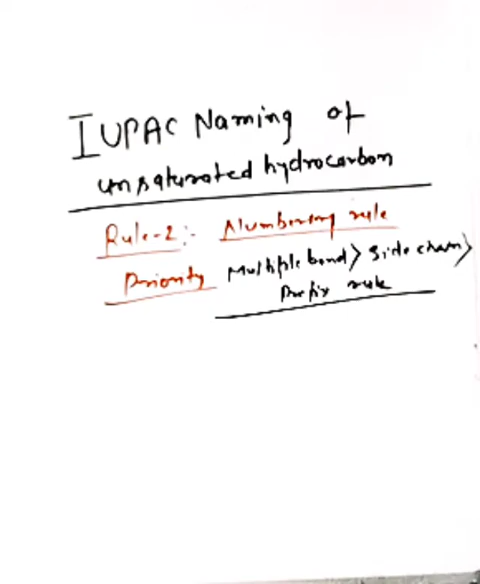 IUPAC Naming of
unsaturated hydrocarbon
Rule-2:- Numbering rule
Priority Multiple bond > Side chain >
Prefix rule